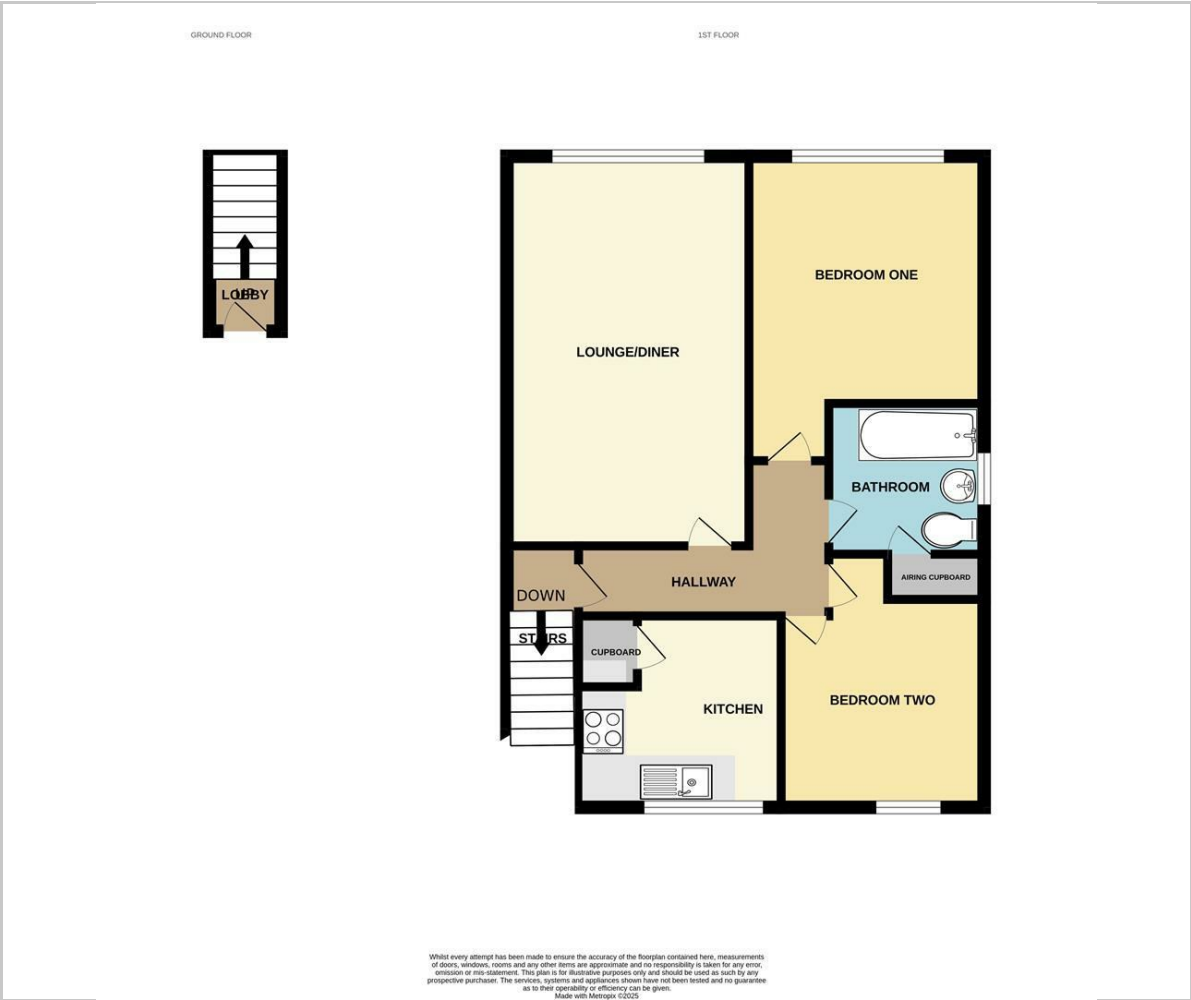 GROUND FLOOR
1ST FLOOR
UP
LOBBY
LOUNGE/DINER
BEDROOM ONE
BATHROOM
AIRING CUPBOARD
HALLWAY
DOWN
STAIRS
CUPBOARD
KITCHEN
BEDROOM TWO
Whilst every attempt has been made to ensure the accuracy of the floorplan contained here, measurements
of doors, windows, rooms and any other items are approximate and no responsibility is taken for any error,
omission or mis-statement. This plan is for illustrative purposes only and should be used as such by any
prospective purchaser. The services, systems and appliances shown have not been tested and no guarantee
as to their operability or efficiency can be given.
Made with Metropix ©2025